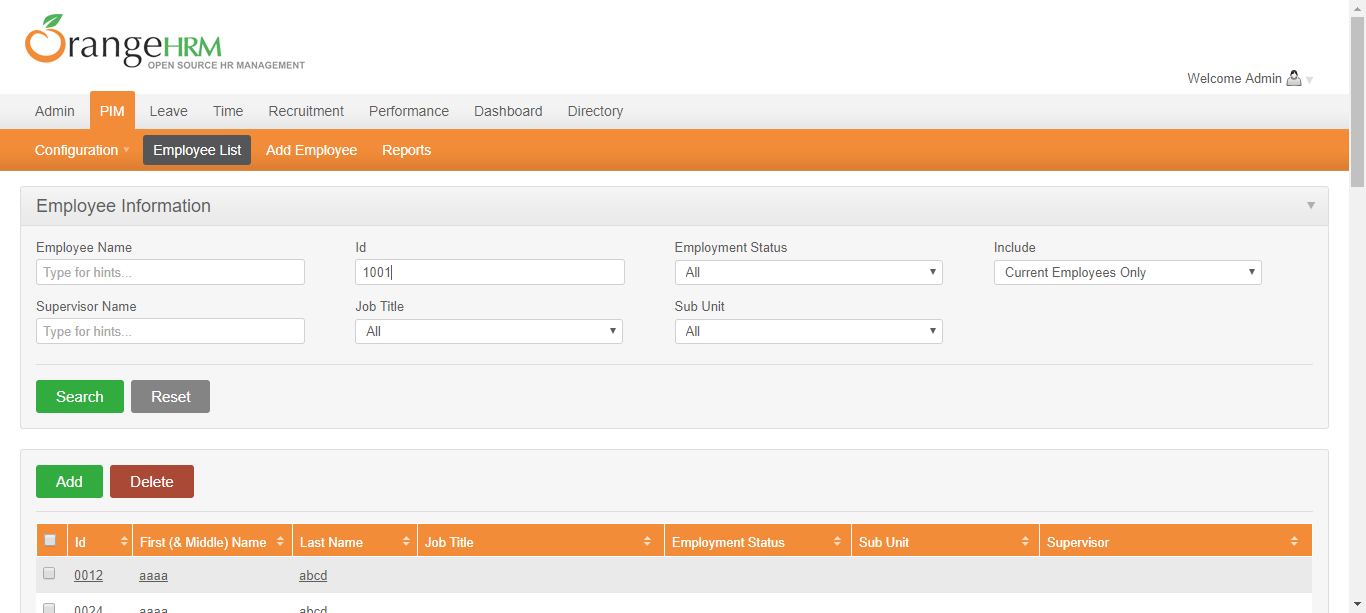 OrangeHRM
OPEN SOURCE HR MANAGEMENT
Welcome Admin
Admin PIM Leave Time Recruitment Performance Dashboard Directory
Configuration Employee List Add Employee Reports
Employee Information
Employee Name Id Employment Status Include
Type for hints... 1001 All Current Employees Only
Supervisor Name Job Title Sub Unit
Type for hints... All All
Search Reset
Add Delete
Id First (& Middle) Name Last Name Job Title Employment Status Sub Unit Supervisor
0012 aaaa abcd
0024 aaaa abcd